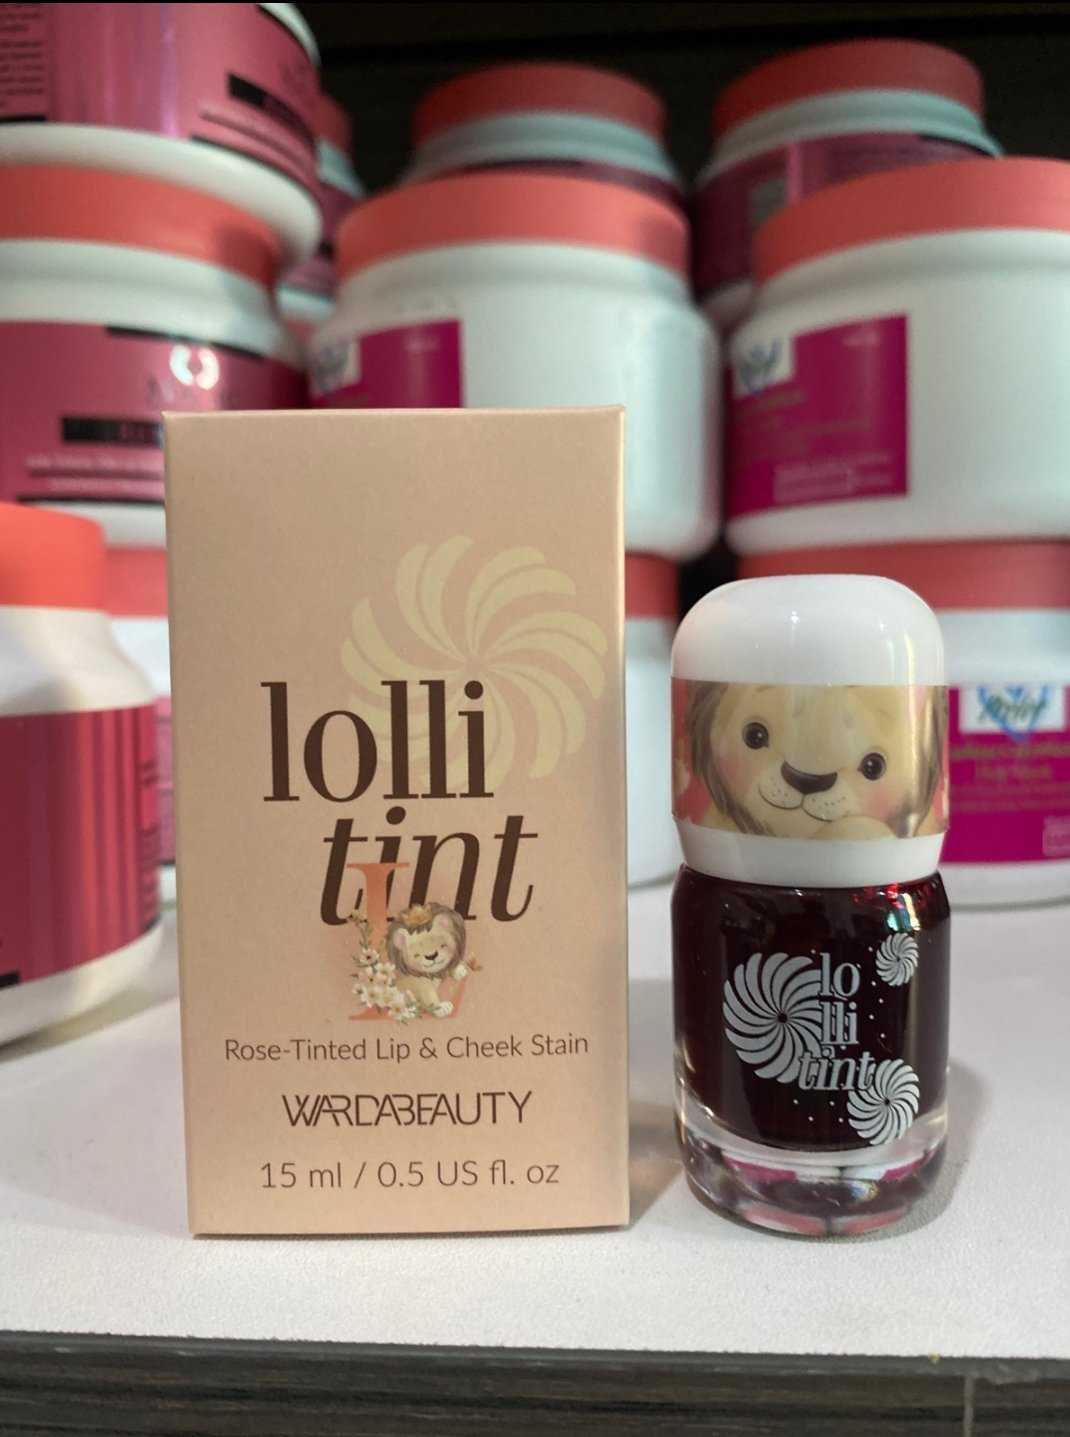 lolli
tint
L
Rose-Tinted Lip & Cheek Stain
WARDABEAUTY
15 ml / 0.5 US fl. oz
lo
lli
tint